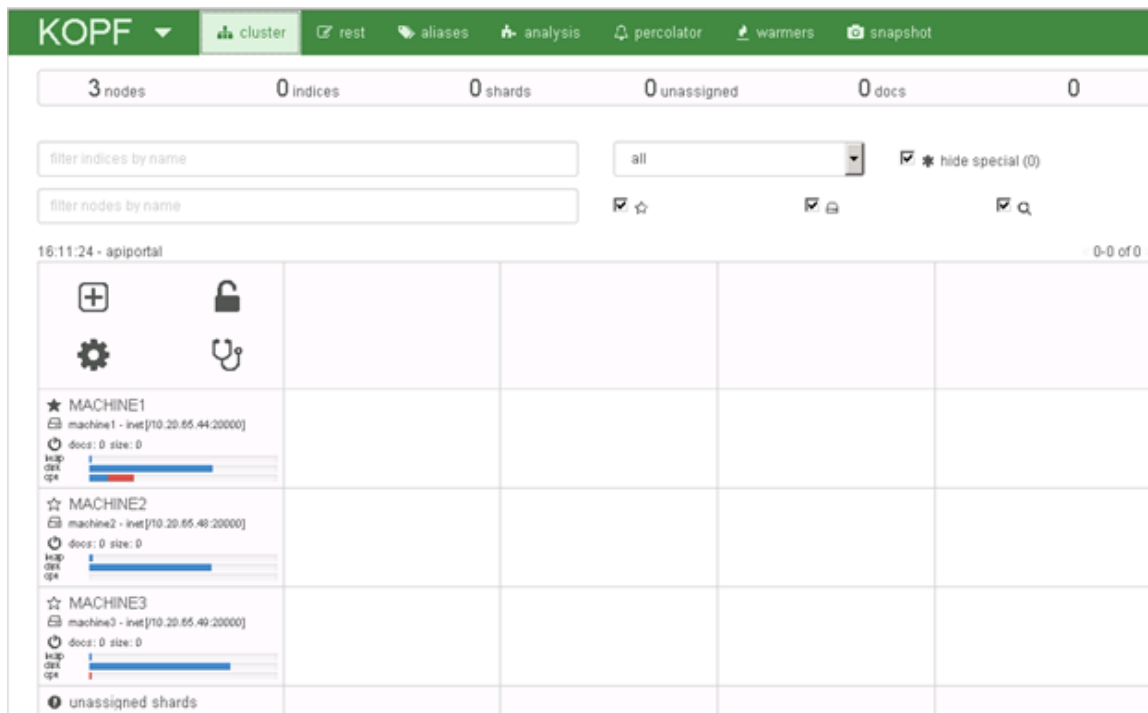 KOPF cluster rest aliases analysis percolator warmers snapshot
3 nodes 0 indices 0 shards 0 unassigned 0 docs 0
filter indices by name all hide special (0)
filter nodes by name
16:11:24 - apiportal 0-0 of 0
MACHINE1
machine1 - inet[/10.20.65.44:20000]
docs: 0 size: 0
heap
disk
cpu
MACHINE2
machine2 - inet[/10.20.65.48:20000]
docs: 0 size: 0
heap
disk
cpu
MACHINE3
machine3 - inet[/10.20.65.49:20000]
docs: 0 size: 0
heap
disk
cpu
unassigned shards